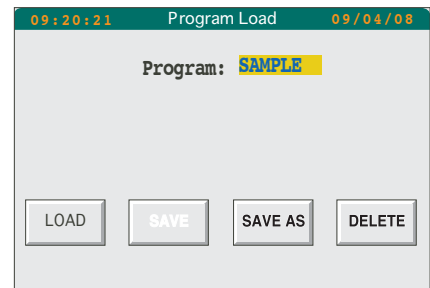 09:20:21 Program Load 09/04/08
Program: SAMPLE
LOAD SAVE SAVE AS DELETE